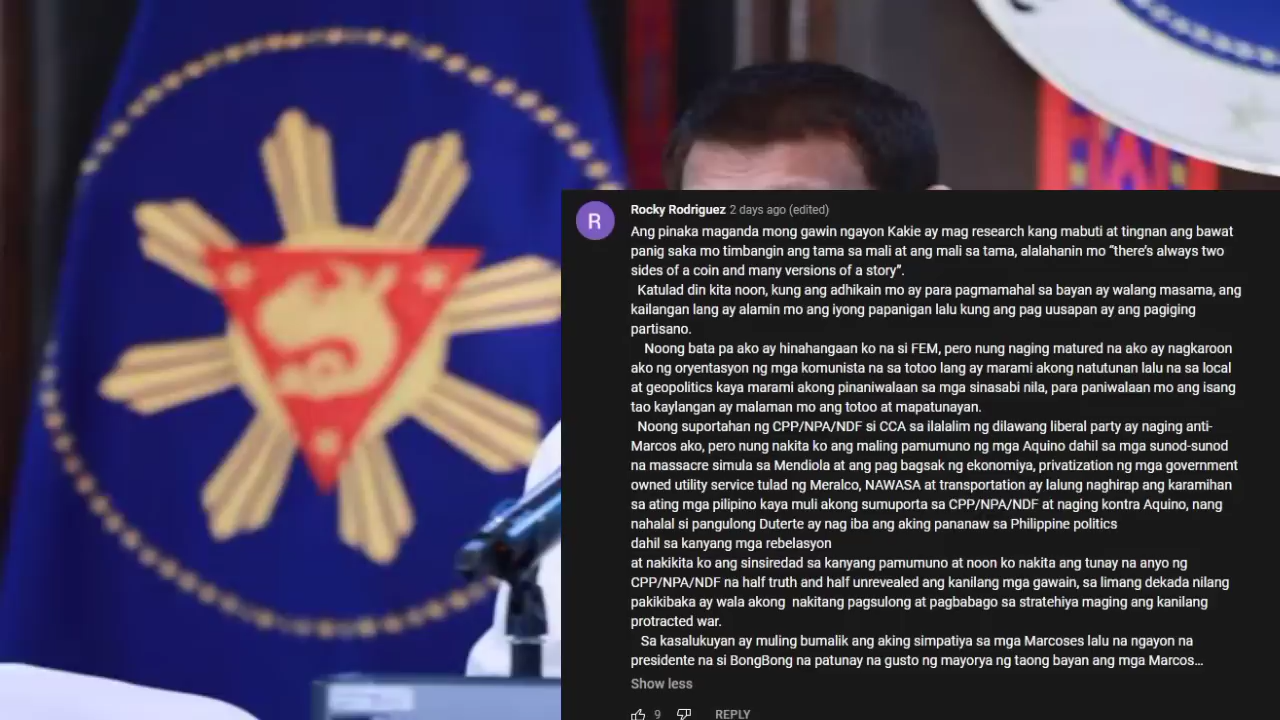 R
Rocky Rodriguez 2 days ago (edited)
Ang pinaka maganda mong gawin ngayon Kakie ay mag research kang mabuti at tingnan ang bawat
panig saka mo timbangin ang tama sa mali at ang mali sa tama, alalahanin mo “there’s always two
sides of a coin and many versions of a story”.
Katulad din kita noon, kung ang adhikain mo ay para pagmamahal sa bayan ay walang masama, ang
kailangan lang ay alamin mo ang iyong papanigan lalu kung ang pag uusapan ay ang pagiging
partisano.
Noong bata pa ako ay hinahangaan ko na si FEM, pero nung naging matured na ako ay nagkaroon
ako ng oryentasyon ng mga komunista na sa totoo lang ay marami akong natutunan lalu na sa local
at geopolitics kaya marami akong pinaniwalaan sa mga sinasabi nila, para paniwalaan mo ang isang
tao kaylangan ay malaman mo ang totoo at mapatunayan.
Noong suportahan ng CPP/NPA/NDF si CCA sa ilalalim ng dilawang liberal party ay naging anti-
Marcos ako, pero nung nakita ko ang maling pamumuno ng mga Aquino dahil sa mga sunod-sunod
na massacre simula sa Mendiola at ang pag bagsak ng ekonomiya, privatization ng mga government
owned utility service tulad ng Meralco, NAWASA at transportation ay lalung naghirap ang karamihan
sa ating mga pilipino kaya muli akong sumuporta sa CPP/NPA/NDF at naging kontra Aquino, nang
nahalal si pangulong Duterte ay nag iba ang aking pananaw sa Philippine politics
dahil sa kanyang mga rebelasyon
at nakikita ko ang sinsiredad sa kanyang pamumuno at noon ko nakita ang tunay na anyo ng
CPP/NPA/NDF na half truth and half unrevealed ang kanilang mga gawain, sa limang dekada nilang
pakikibaka ay wala akong nakitang pagsulong at pagbabago sa stratehiya maging ang kanilang
protracted war.
Sa kasalukuyan ay muling bumalik ang aking simpatiya sa mga Marcoses lalu na ngayon na
presidente na si BongBong na patunay na gusto ng mayorya ng taong bayan ang mga Marcos...
Show less
9 REPLY